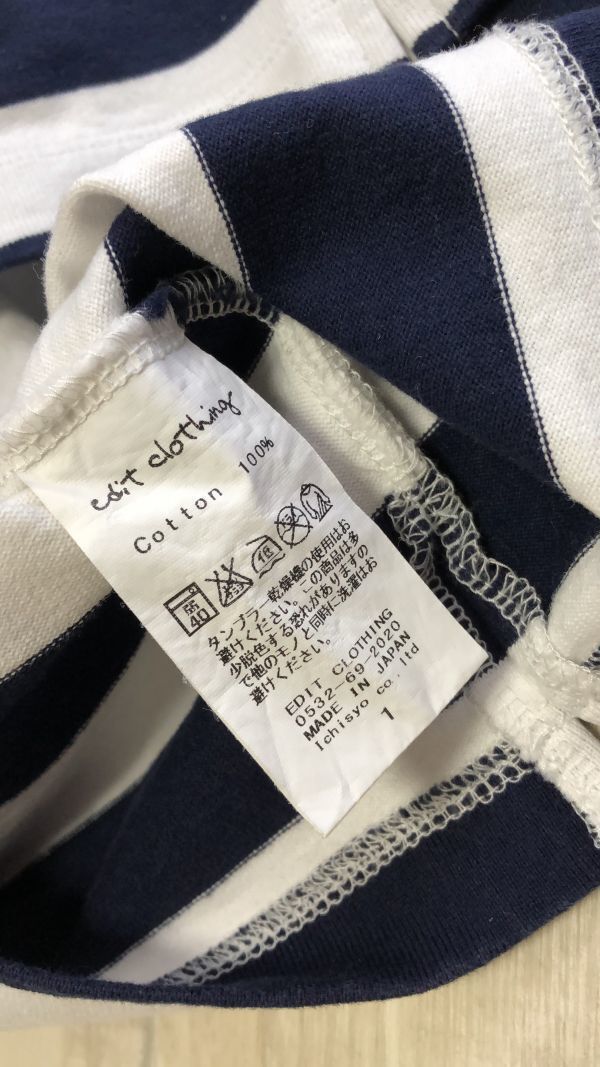 edit clothing
Cotton 100%
40
タンブラー乾燥機の使用はお
避けください。この商品は多
少脱色する恐れがありますの
で他のモノと同時に洗濯はお
避けください。
EDIT CLOTHING
0532-69-2020
MADE IN JAPAN
Ichisyo co.,ltd
1